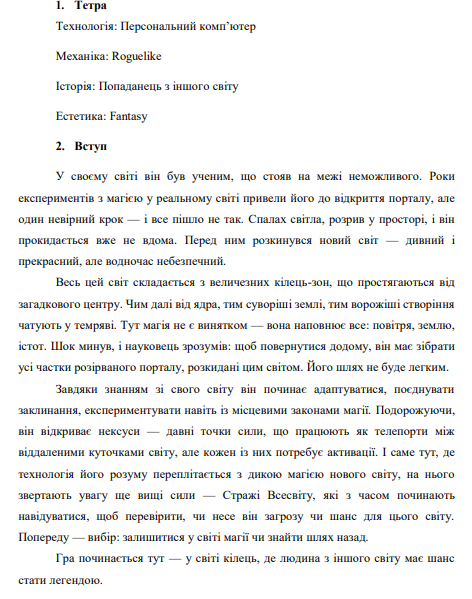 1. Тетра
Технологія: Персональний комп’ютер
Механіка: Roguelike
Історія: Попаданець з іншого світу
Естетика: Fantasy
2. Вступ
У своєму світі він був ученим, що стояв на межі неможливого. Роки
експериментів з магією у реальному світі привели його до відкриття порталу, але
один невірний крок — і все пішло не так. Спалах світла, розрив у просторі, і він
прокидається вже не вдома. Перед ним розкинувся новий світ — дивний і
прекрасний, але водночас небезпечний.
Весь цей світ складається з величезних кілець-зон, що простягаються від
загадкового центру. Чим далі від ядра, тим суворіші землі, тим ворожіші створіння
чатують у темряві. Тут магія не є винятком — вона наповнює все: повітря, землю,
істот. Шок минув, і науковець зрозумів: щоб повернутися додому, він має зібрати
усі частки розірваного порталу, розкидані цим світом. Його шлях не буде легким.
Завдяки знанням зі свого світу він починає адаптуватися, поєднувати
заклинання, експериментувати навіть із місцевими законами магії. Подорожуючи,
він відкриває нексуси — давні точки сили, що працюють як телепорти між
віддаленими куточками світу, але кожен із них потребує активації. І саме тут, де
технологія його розуму переплітається з дикою магією нового світу, на нього
звертають увагу ще вищі сили — Стражі Всесвіту, які з часом починають
навідуватися, щоб перевірити, чи несе він загрозу чи шанс для цього світу.
Попереду — вибір: залишитися у світі магії чи знайти шлях назад.
Гра починається тут — у світі кілець, де людина з іншого світу має шанс
стати легендою.